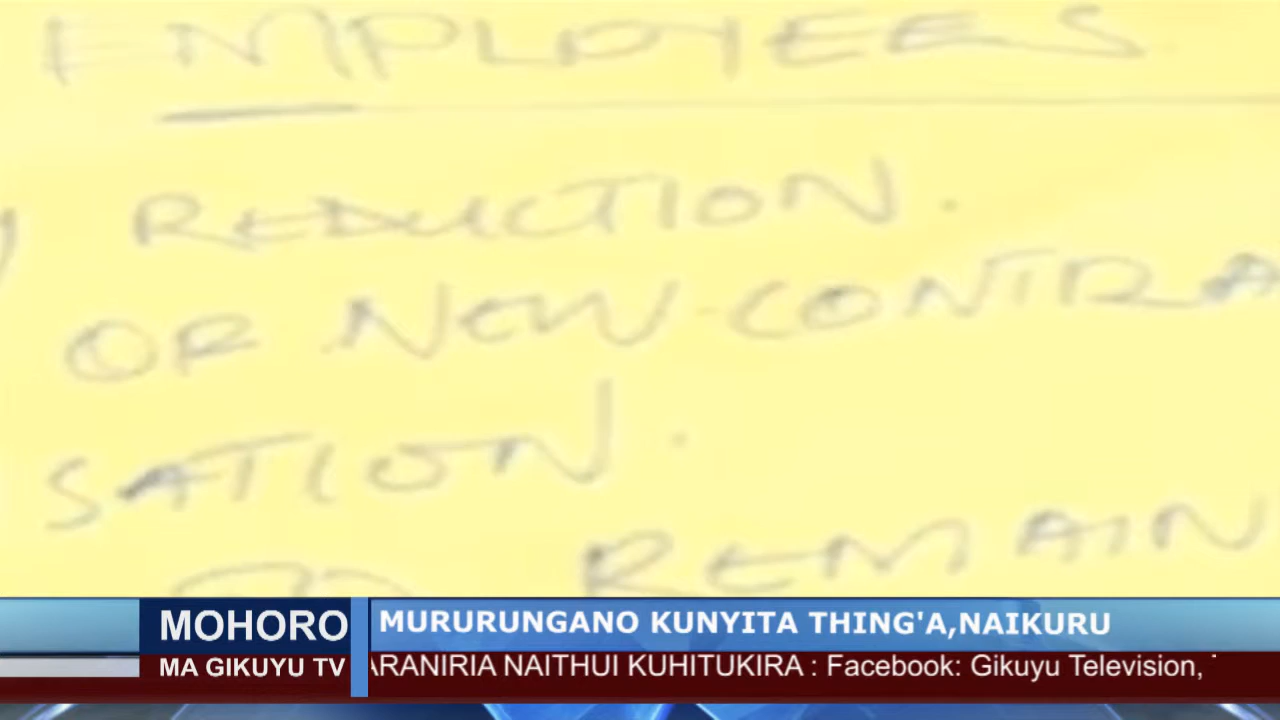 EMPLOYEES
REDUCTION.
OF NEW CONTRA
SATION.
REMAIN
MOHORO
MURURUNGANO KUNYITA THING'A,NAIKURU
MA GIKUYU TV
ARANIRIA NAITHUI KUHITUKIRA : Facebook: Gikuyu Television,